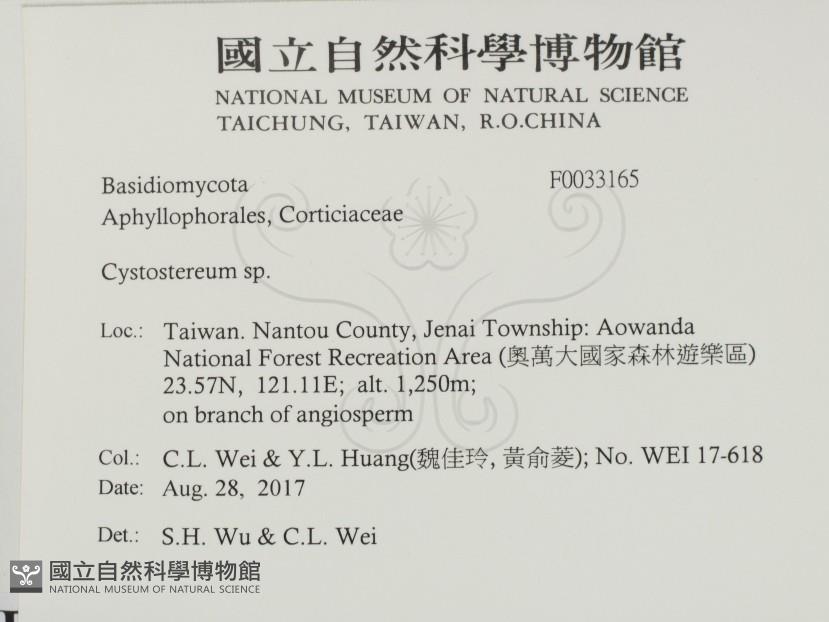 國立自然科學博物館
NATIONAL MUSEUM OF NATURAL SCIENCE
TAICHUNG, TAIWAN, R.O.CHINA
Basidiomycota F0033165
Aphyllophorales, Corticiaceae
Cystostereum sp.
Loc.: Taiwan. Nantou County, Jenai Township: Aowanda
National Forest Recreation Area (奧萬大國家森林遊樂區)
23.57N, 121.11E; alt. 1,250m;
on branch of angiosperm
Col.: C.L. Wei & Y.L. Huang(魏佳玲, 黃俞菱); No. WEI 17-618
Date: Aug. 28, 2017
Det.: S.H. Wu & C.L. Wei
國立自然科學博物館
NATIONAL MUSEUM OF NATURAL SCIENCE